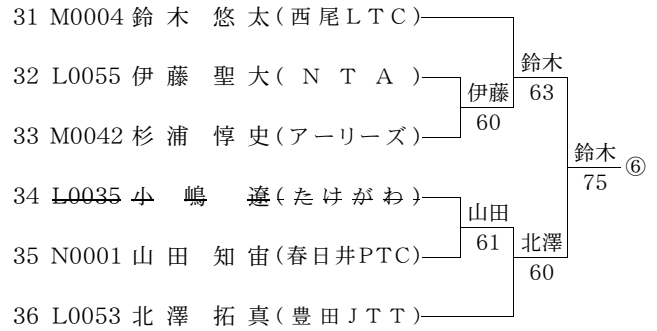 31 M0004 鈴木 悠太(西尾LTC)
鈴木
63
32 L0055 伊藤 聖大(NTA)
伊藤
60
33 M0042 杉浦 惇史(アーリーズ)
鈴木 ⑥
75
34 L0035 小嶋 遼(たけがわ)
山田
61
35 N0001 山田 知宙(春日井PTC)
北澤
60
36 L0053 北澤 拓真(豊田JTT)